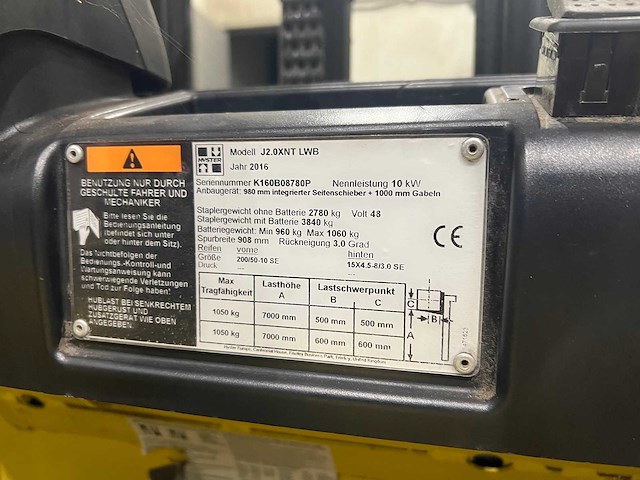 HYSTER
Modell J2.0XNT LWB
Jahr 2016
Seriennummer K160B08780P Nennleistung 10 kW
Anbaugerät: 980 mm integrierter Seitenschieber + 1000 mm Gabeln
BENUTZUNG NUR DURCH
GESCHULTE FAHRER UND
MECHANIKER
Bitte lesen Sie die
Bedienungsanleitung
(befindet sich unter
oder hinter dem Sitz).
Das Nichtbefolgen der
Bedienungs-,Kontroll-und
Wartungsanweisung kann
schwerwiegende Verletzungen
und Tod zur Folge haben!
HUBLAST BEI SENKRECHTEM
HUBGERUST UND
ZUSATZGERÄT WIE OBEN
ANGEGEBEN.
Staplergewicht ohne Batterie 2780 kg Volt 48
Staplergewicht mit Batterie 3840 kg
Batteriegewicht: Min 960 kg Max 1060 kg
Spurbreite 908 mm Rückneigung 3.0 Grad
Reifen vorne hinten
Größe 200/50-10 SE 15X4.5-8/3.0 SE
Druck --- ---
CE
Max Tragfähigkeit Lasthöhe A Lastschwerpunkt B C
1050 kg 7000 mm 500 mm 500 mm
1050 kg 7000 mm 600 mm 600 mm
C
B
A